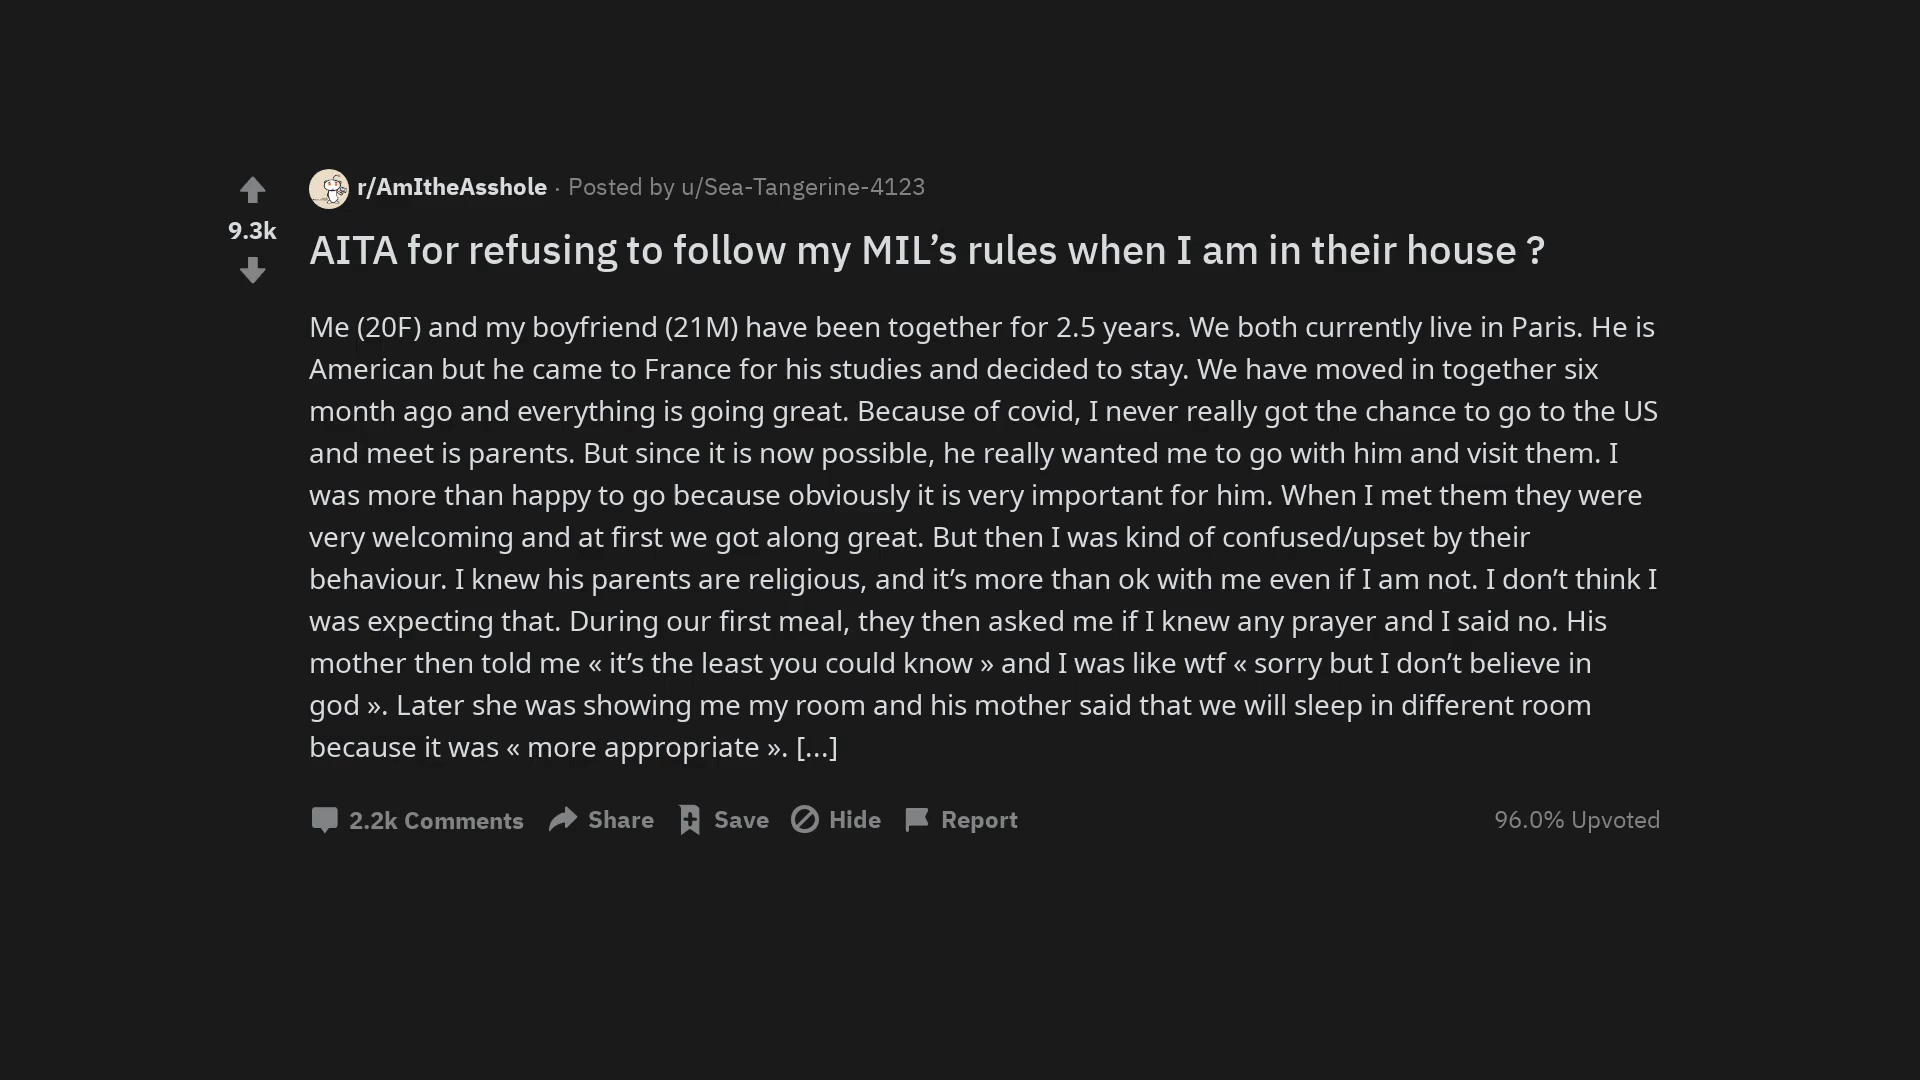 r/AmItheAsshole · Posted by u/Sea-Tangerine-4123
9.3k
AITA for refusing to follow my MIL’s rules when I am in their house ?
Me (20F) and my boyfriend (21M) have been together for 2.5 years. We both currently live in Paris. He is
American but he came to France for his studies and decided to stay. We have moved in together six
month ago and everything is going great. Because of covid, I never really got the chance to go to the US
and meet is parents. But since it is now possible, he really wanted me to go with him and visit them. I
was more than happy to go because obviously it is very important for him. When I met them they were
very welcoming and at first we got along great. But then I was kind of confused/upset by their
behaviour. I knew his parents are religious, and it’s more than ok with me even if I am not. I don’t think I
was expecting that. During our first meal, they then asked me if I knew any prayer and I said no. His
mother then told me « it’s the least you could know » and I was like wtf « sorry but I don’t believe in
god ». Later she was showing me my room and his mother said that we will sleep in different room
because it was « more appropriate ». [...]
2.2k Comments Share Save Hide Report 96.0% Upvoted